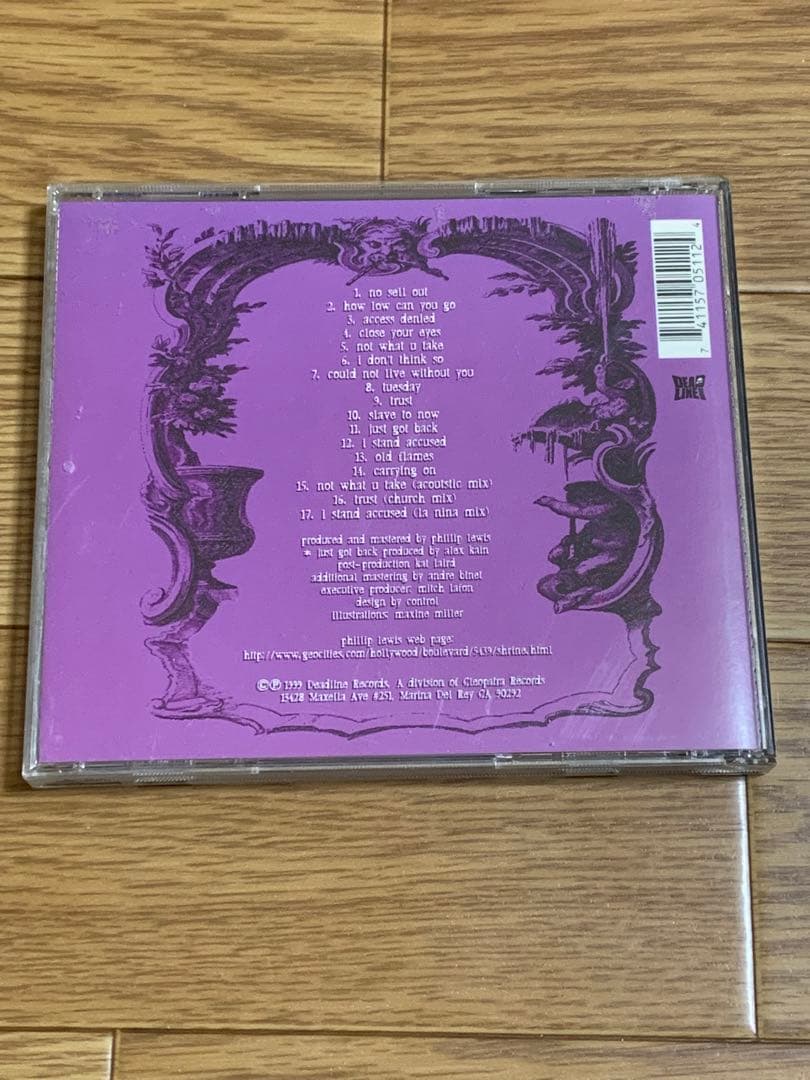 1. no sell out
2. how low can you go
3. access denied
4. close your eyes
5. not what u take
6. i don't think so
7. could not live without you
8. tuesday
9. trust
10. slave to now
11. just got back
12. i stand accused
13. old flames
14. carrying on
15. not what u take (acoutstic mix)
16. trust (church mix)
17. i stand accused (la nina mix)
produced and mastered by phillip lewis
* just got back produced by alex kain
post-production kat laird
additional mastering by andre binet
executive producer: mitch lafon
design by control
illustrations: maxine miller
phillip lewis web page:
http://www.geocities.com/hollywood/boulevard/5439/shrine.html
©℗ 1999 Deadline Records, A division of Cleopatra Records
13428 Maxella Ave #251, Marina Del Rey CA 90292
7 41157 05112 4
DEAD LINE